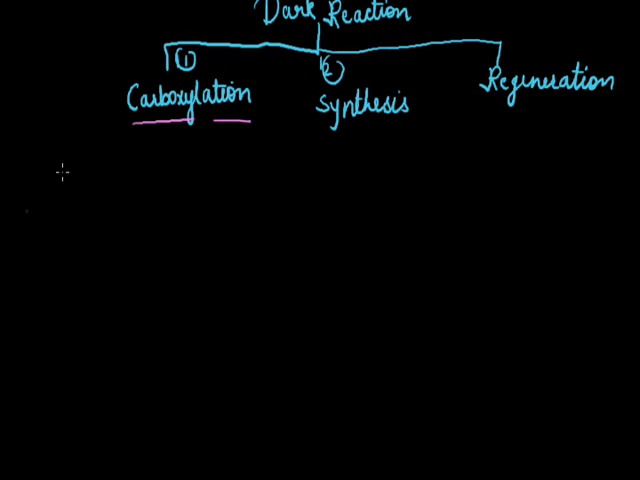 Dark Reaction
① ②
Carboxylation Synthesis Regeneration